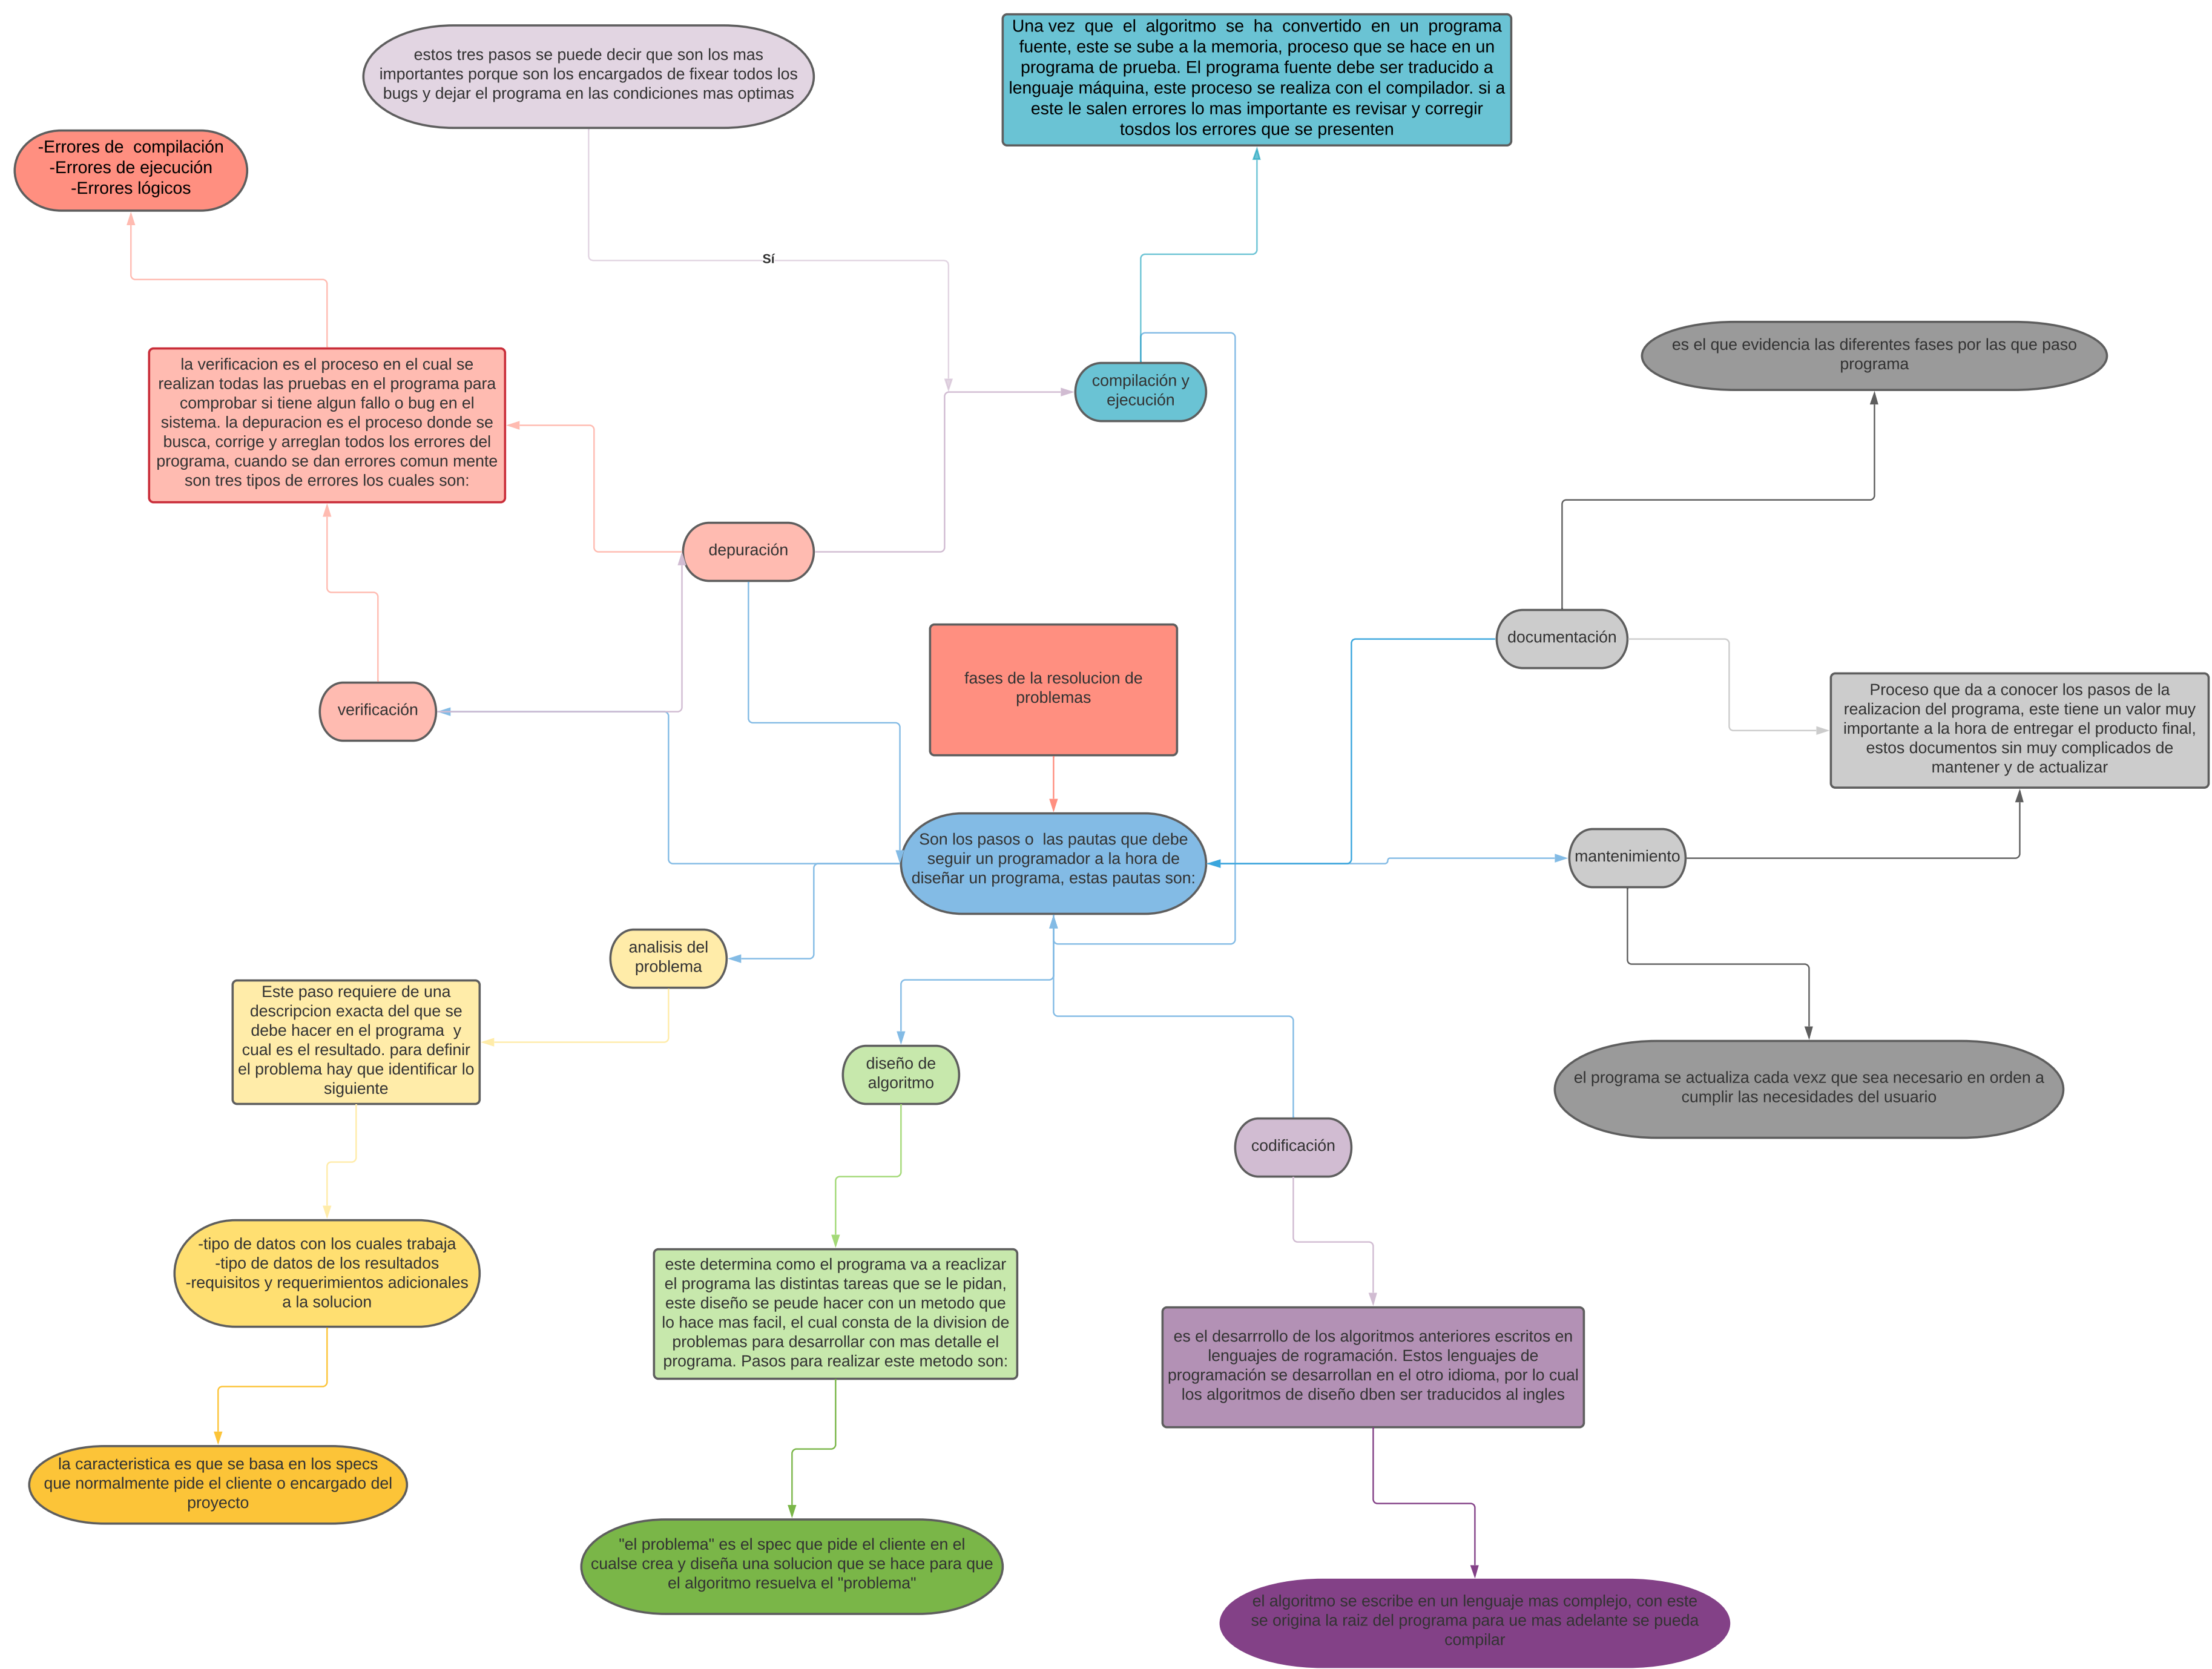 estos tres pasos se puede decir que son los mas
importantes porque son los encargados de fixear todos los
bugs y dejar el programa en las condiciones mas optimas
Una vez que el algoritmo se ha convertido en un programa
fuente, este se sube a la memoria, proceso que se hace en un
programa de prueba. El programa fuente debe ser traducido a
lenguaje máquina, este proceso se realiza con el compilador. si a
este le salen errores lo mas importante es revisar y corregir
tosdos los errores que se presenten
-Errores de compilación
-Errores de ejecución
-Errores lógicos
Sí
es el que evidencia las diferentes fases por las que paso
programa
la verificacion es el proceso en el cual se
realizan todas las pruebas en el programa para
comprobar si tiene algun fallo o bug en el
sistema. la depuracion es el proceso donde se
busca, corrige y arreglan todos los errores del
programa, cuando se dan errores comun mente
son tres tipos de errores los cuales son:
compilación y
ejecución
depuración
documentación
fases de la resolucion de
problemas
verificación
Proceso que da a conocer los pasos de la
realizacion del programa, este tiene un valor muy
importante a la hora de entregar el producto final,
estos documentos sin muy complicados de
mantener y de actualizar
Son los pasos o las pautas que debe
seguir un programador a la hora de
diseñar un programa, estas pautas son:
mantenimiento
analisis del
problema
Este paso requiere de una
descripcion exacta del que se
debe hacer en el programa y
cual es el resultado. para definir
el problema hay que identificar lo
siguiente
diseño de
algoritmo
el programa se actualiza cada vexz que sea necesario en orden a
cumplir las necesidades del usuario
codificación
-tipo de datos con los cuales trabaja
-tipo de datos de los resultados
-requisitos y requerimientos adicionales
a la solucion
este determina como el programa va a reaclizar
el programa las distintas tareas que se le pidan,
este diseño se peude hacer con un metodo que
lo hace mas facil, el cual consta de la division de
problemas para desarrollar con mas detalle el
programa. Pasos para realizar este metodo son:
es el desarrrollo de los algoritmos anteriores escritos en
lenguajes de rogramación. Estos lenguajes de
programación se desarrollan en el otro idioma, por lo cual
los algoritmos de diseño dben ser traducidos al ingles
la caracteristica es que se basa en los specs
que normalmente pide el cliente o encargado del
proyecto
"el problema" es el spec que pide el cliente en el
cualse crea y diseña una solucion que se hace para que
el algoritmo resuelva el "problema"
el algoritmo se escribe en un lenguaje mas complejo, con este
se origina la raiz del programa para ue mas adelante se pueda
compilar